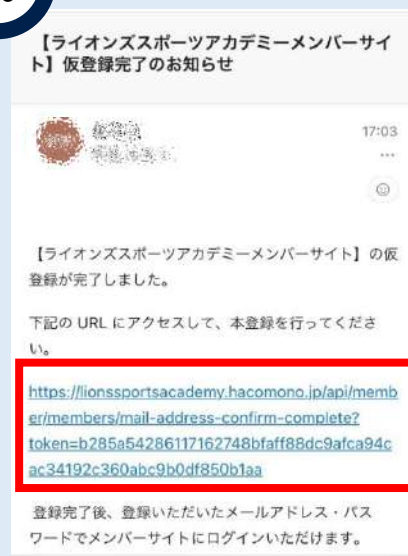 【ライオンズスポーツアカデミーメンバーサイ
ト】仮登録完了のお知らせ
17:03
...
【ライオンズスポーツアカデミーメンバーサイト】の仮
登録が完了しました。
下記の URL にアクセスして、本登録を行ってくださ
い。
https://lionssportsacademy.hacomono.jp/api/memb
er/members/mail-address-confirm-complete?
token=b285a54286117162748bfaff88dc9afca94c
ac34192c360abc9b0df850b1aa
登録完了後、登録いただいたメールアドレス・パス
ワードでメンバーサイトにログインいただけます。